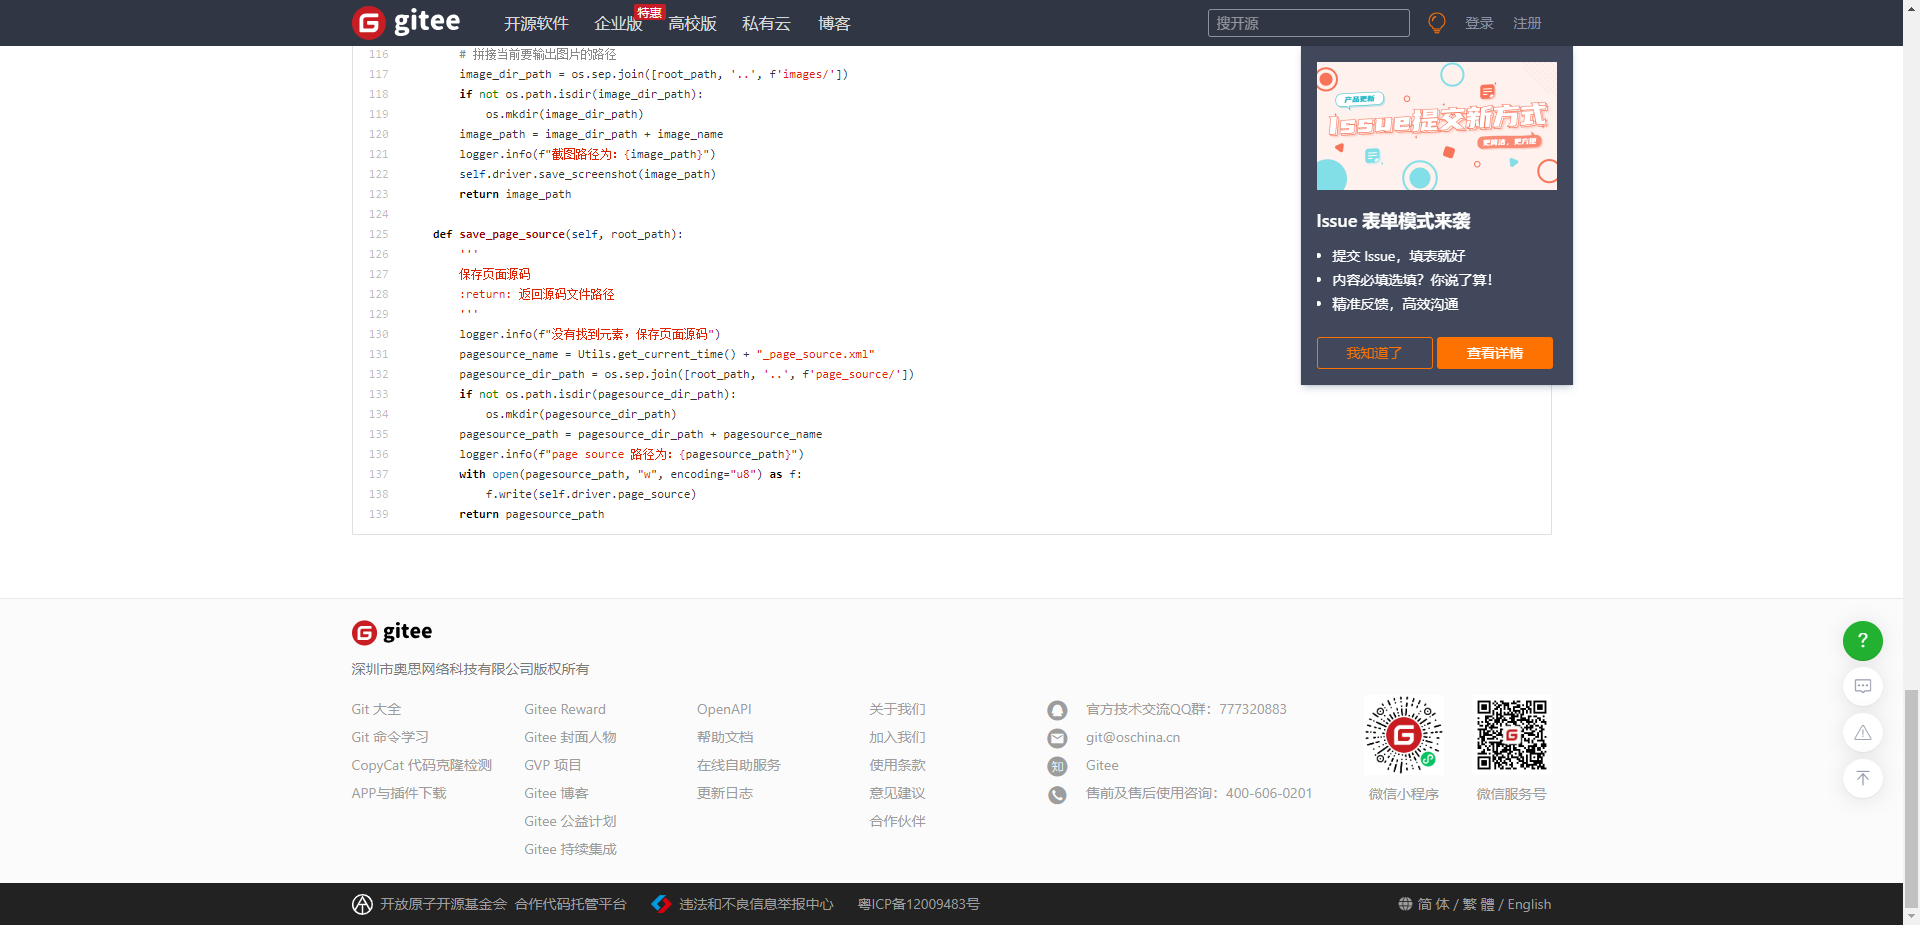 gitee
开源软件
企业版
特惠
高校版
私有云
博客
搜开源
登录
注册
116 # 拼接当前要输出图片的路径
117 image_dir_path = os.sep.join([root_path, '..', f'images/'])
118 if not os.path.isdir(image_dir_path):
119 os.mkdir(image_dir_path)
120 image_path = image_dir_path + image_name
121 logger.info(f"截图路径为：{image_path}")
122 self.driver.save_screenshot(image_path)
123 return image_path
124
125 def save_page_source(self, root_path):
126 '''
127 保存页面源码
128 :return: 返回源码文件路径
129 '''
130 logger.info(f"没有找到元素，保存页面源码")
131 pagesource_name = Utils.get_current_time() + "_page_source.xml"
132 pagesource_dir_path = os.sep.join([root_path, '..', f'page_source/'])
133 if not os.path.isdir(pagesource_dir_path):
134 os.mkdir(pagesource_dir_path)
135 pagesource_path = pagesource_dir_path + pagesource_name
136 logger.info(f"page source 路径为：{pagesource_path}")
137 with open(pagesource_path, "w", encoding="u8") as f:
138 f.write(self.driver.page_source)
139 return pagesource_path
产品更新
Issue提交新方式
更简洁，更方便
Issue 表单模式来袭
提交 Issue，填表就好
内容必填选填？你说了算！
精准反馈，高效沟通
我知道了
查看详情
gitee
深圳市奥思网络科技有限公司版权所有
Git 大全
Git 命令学习
CopyCat 代码克隆检测
APP与插件下载
Gitee Reward
Gitee 封面人物
GVP 项目
Gitee 博客
Gitee 公益计划
Gitee 持续集成
OpenAPI
帮助文档
在线自助服务
更新日志
关于我们
加入我们
使用条款
意见建议
合作伙伴
官方技术交流QQ群：777320883
git@oschina.cn
知 Gitee
售前及售后使用咨询：400-606-0201
微信小程序
微信服务号
?
开放原子开源基金会 合作代码托管平台
违法和不良信息举报中心
粤ICP备12009483号
简 体 / 繁 體 / English